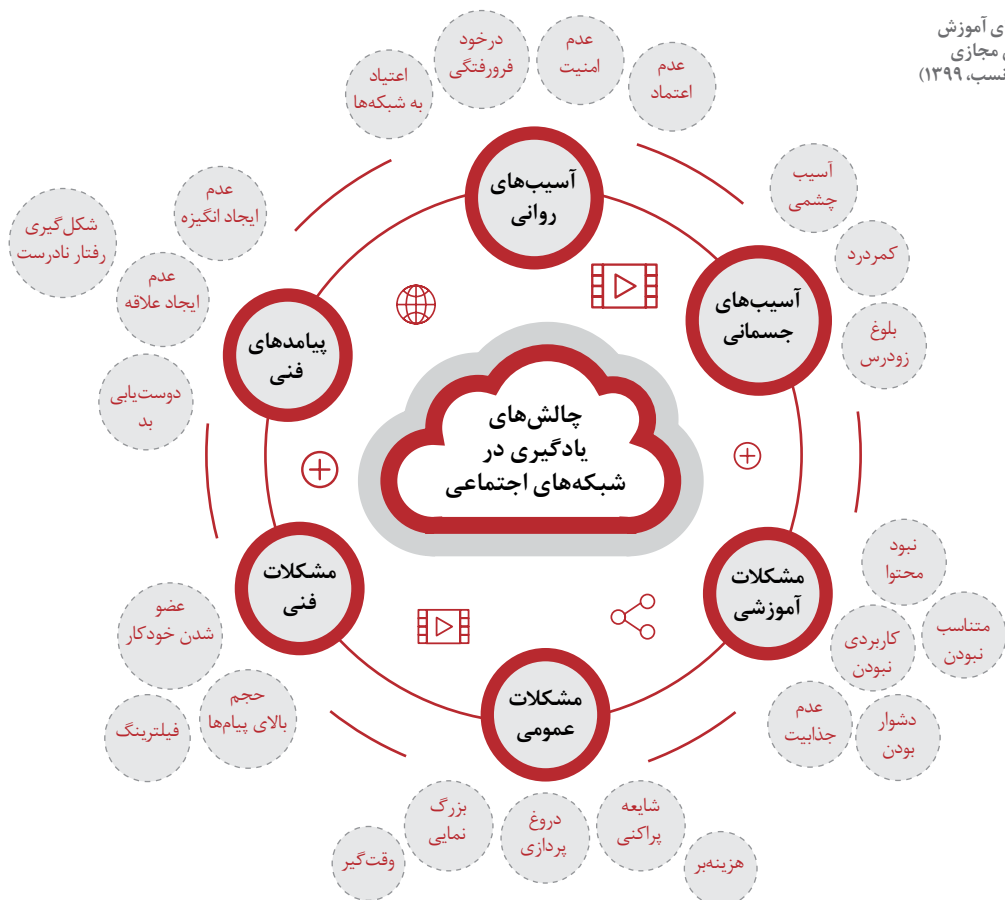 ی آموزش
مجازی
نسب، ۱۳۹۹)
چالش‌های
یادگیری در
شبکه‌های اجتماعی
آسیب‌های
روانی
عدم
اعتماد
عدم
امنیت
درخود
فرورفتگی
اعتیاد
به شبکه‌ها
آسیب‌های
جسمانی
آسیب
چشمی
کمردرد
بلوغ
زودرس
مشکلات
آموزشی
نبود
محتوا
متناسب
نبودن
کاربردی
نبودن
دشوار
بودن
عدم
جذابیت
مشکلات
عمومی
هزینه‌بر
شایعه
پراکنی
دروغ
پردازی
بزرگ
نمایی
وقت‌گیر
مشکلات
فنی
حجم
بالای پیام‌ها
فیلترینگ
عضو
شدن خودکار
پیامدهای
فنی
دوست‌یابی
بد
عدم
ایجاد علاقه
شکل‌گیری
رفتار نادرست
عدم
ایجاد انگیزه